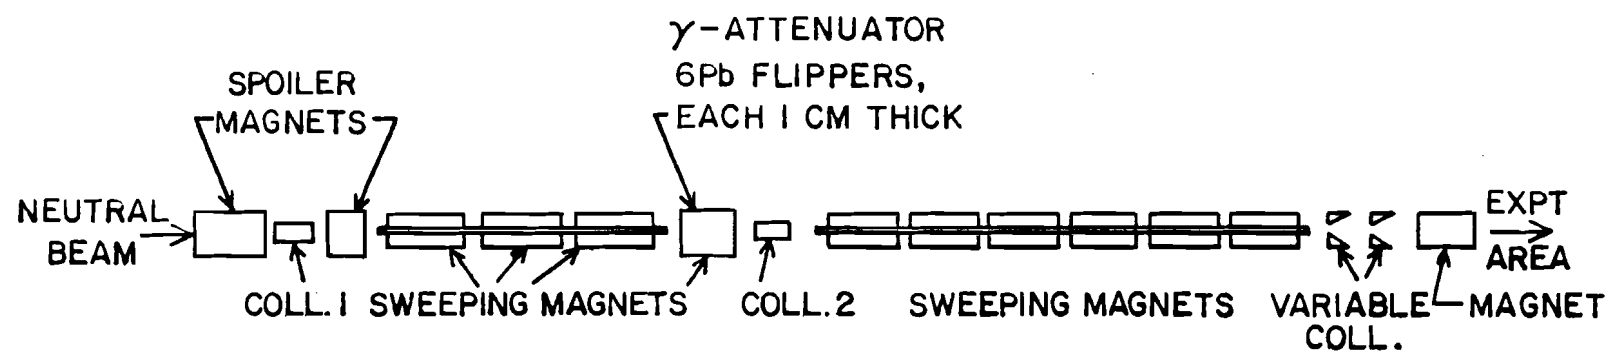 γ-ATTENUATOR
6Pb FLIPPERS,
EACH 1 CM THICK
SPOILER
MAGNETS
NEUTRAL
BEAM
EXPT
AREA
COLL. 1
SWEEPING MAGNETS
COLL. 2
SWEEPING MAGNETS
VARIABLE
COLL.
MAGNET